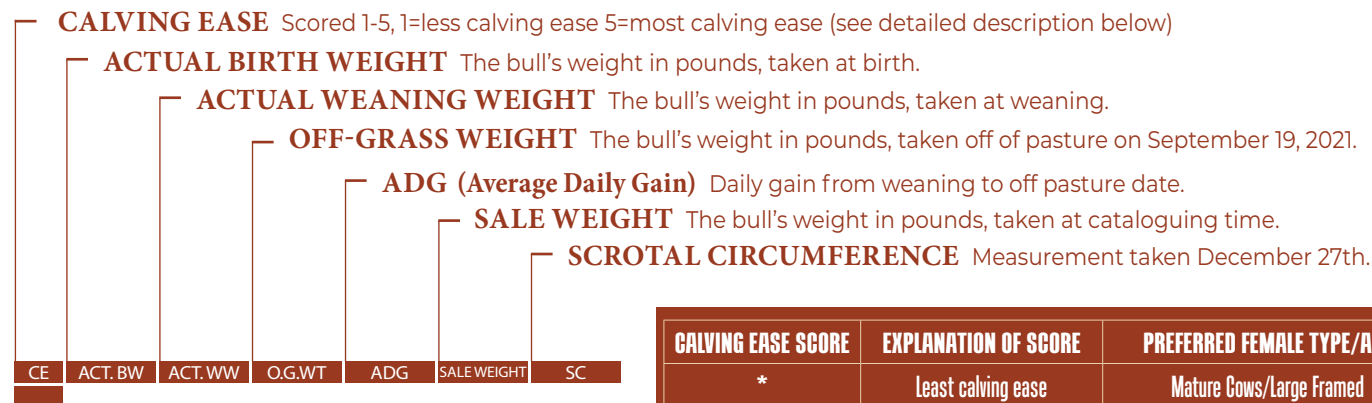 CALVING EASE Scored 1-5, 1=less calving ease 5=most calving ease (see detailed description below)
ACTUAL BIRTH WEIGHT The bull's weight in pounds, taken at birth.
ACTUAL WEANING WEIGHT The bull's weight in pounds, taken at weaning.
OFF-GRASS WEIGHT The bull's weight in pounds, taken off of pasture on September 19, 2021.
ADG (Average Daily Gain) Daily gain from weaning to off pasture date.
SALE WEIGHT The bull's weight in pounds, taken at cataloguing time.
SCROTAL CIRCUMFERENCE Measurement taken December 27th.
CE ACT. BW ACT. WW O.G.WT ADG SALE WEIGHT SC
CALVING EASE SCORE EXPLANATION OF SCORE PREFERRED FEMALE TYPE/A
* Least calving ease Mature Cows/Large Framed